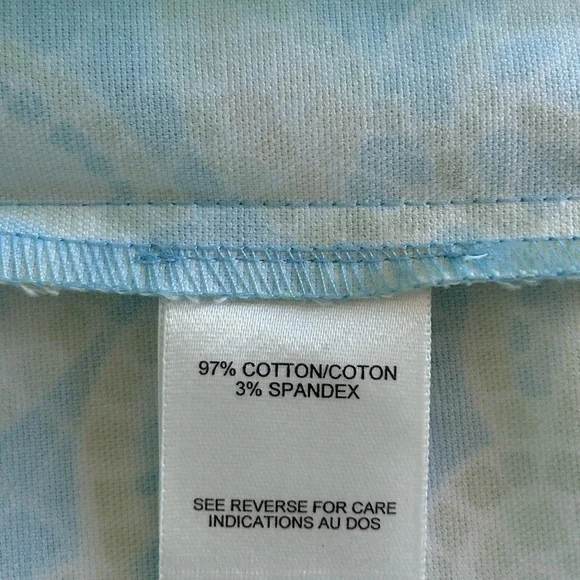 97% COTTON/COTON
3% SPANDEX
SEE REVERSE FOR CARE
INDICATIONS AU DOS